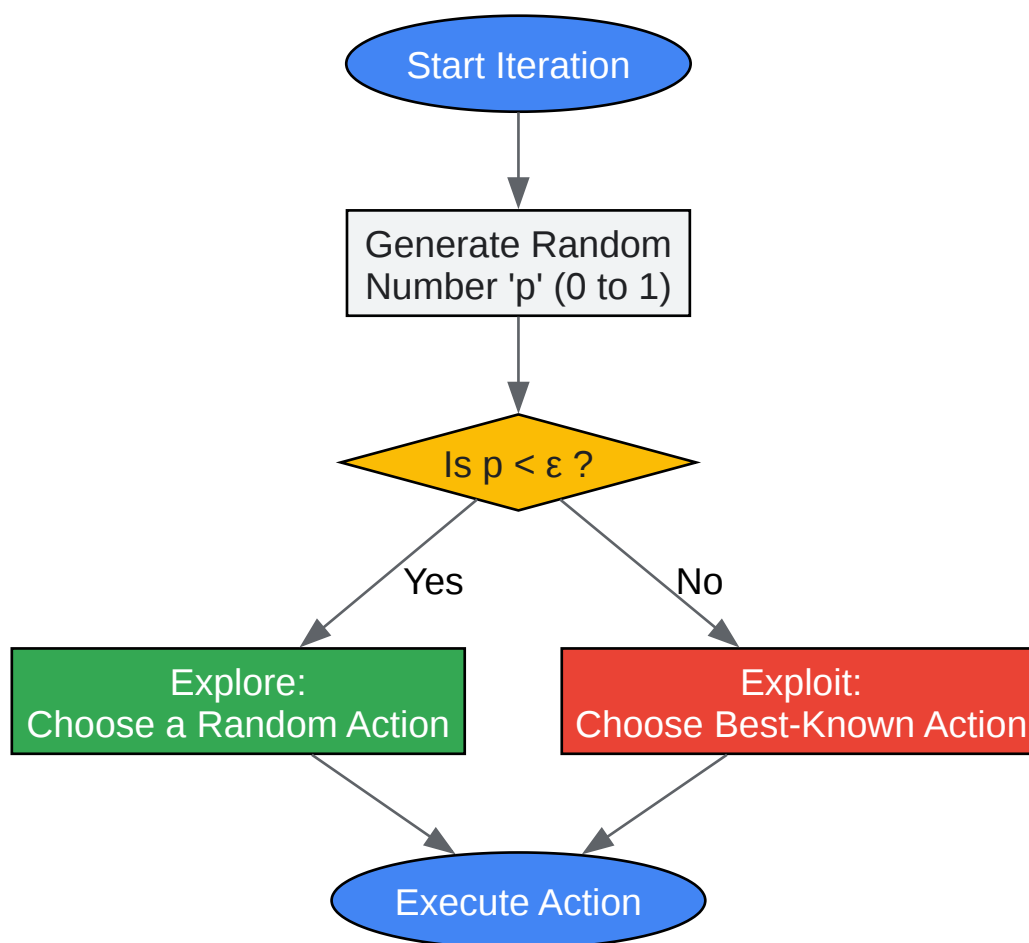 Start Iteration
Generate Random
Number 'p' (0 to 1)
Is p < ε ?
Yes
No
Explore:
Choose a Random Action
Exploit:
Choose Best-Known Action
Execute Action